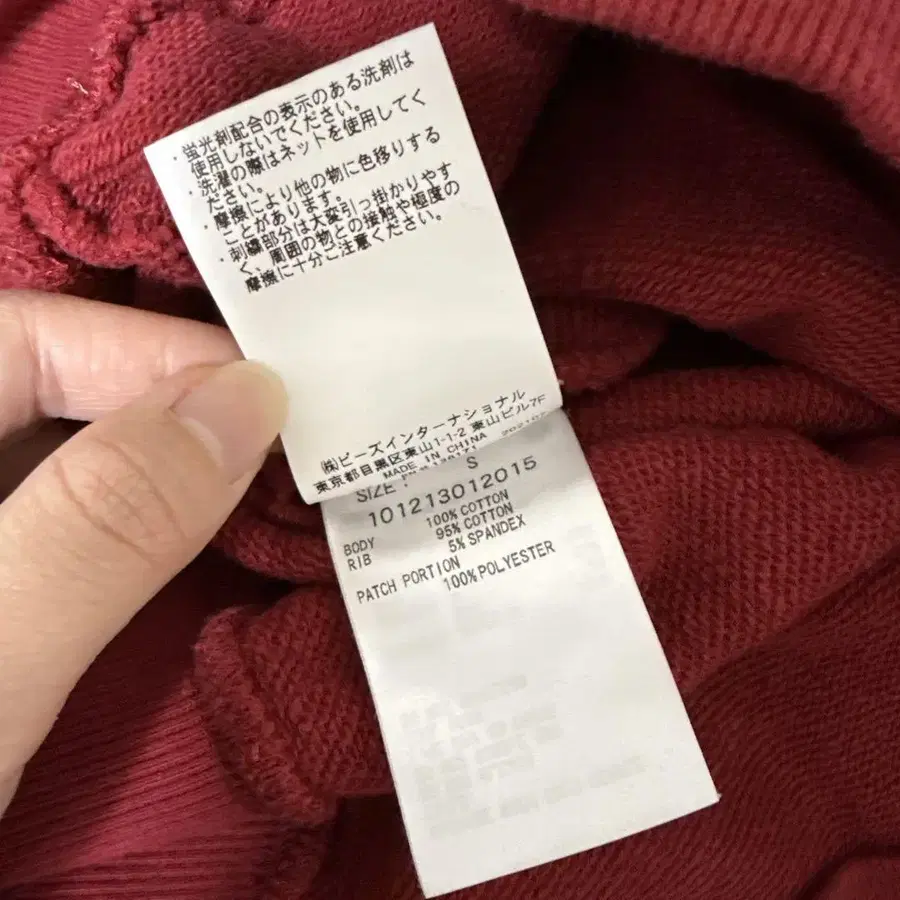 ・蛍光剤配合の表示のある洗剤は
使用しないでください。
・洗濯の際はネットを使用してく
ださい。
・摩擦により他の物に色移りする
ことがあります。
・刺繍部分は大変引っ掛かりやす
く、周囲の物との接触や極度の
摩擦に十分ご注意ください。
㈱ビーズインターナショナル
東京都目黒区東山1-1-2 東山ビル7F
MADE IN CHINA
SIZE : S
101213012015
BODY 100% COTTON
RIB 95% COTTON
5% SPANDEX
PATCH PORTION
100% POLYESTER